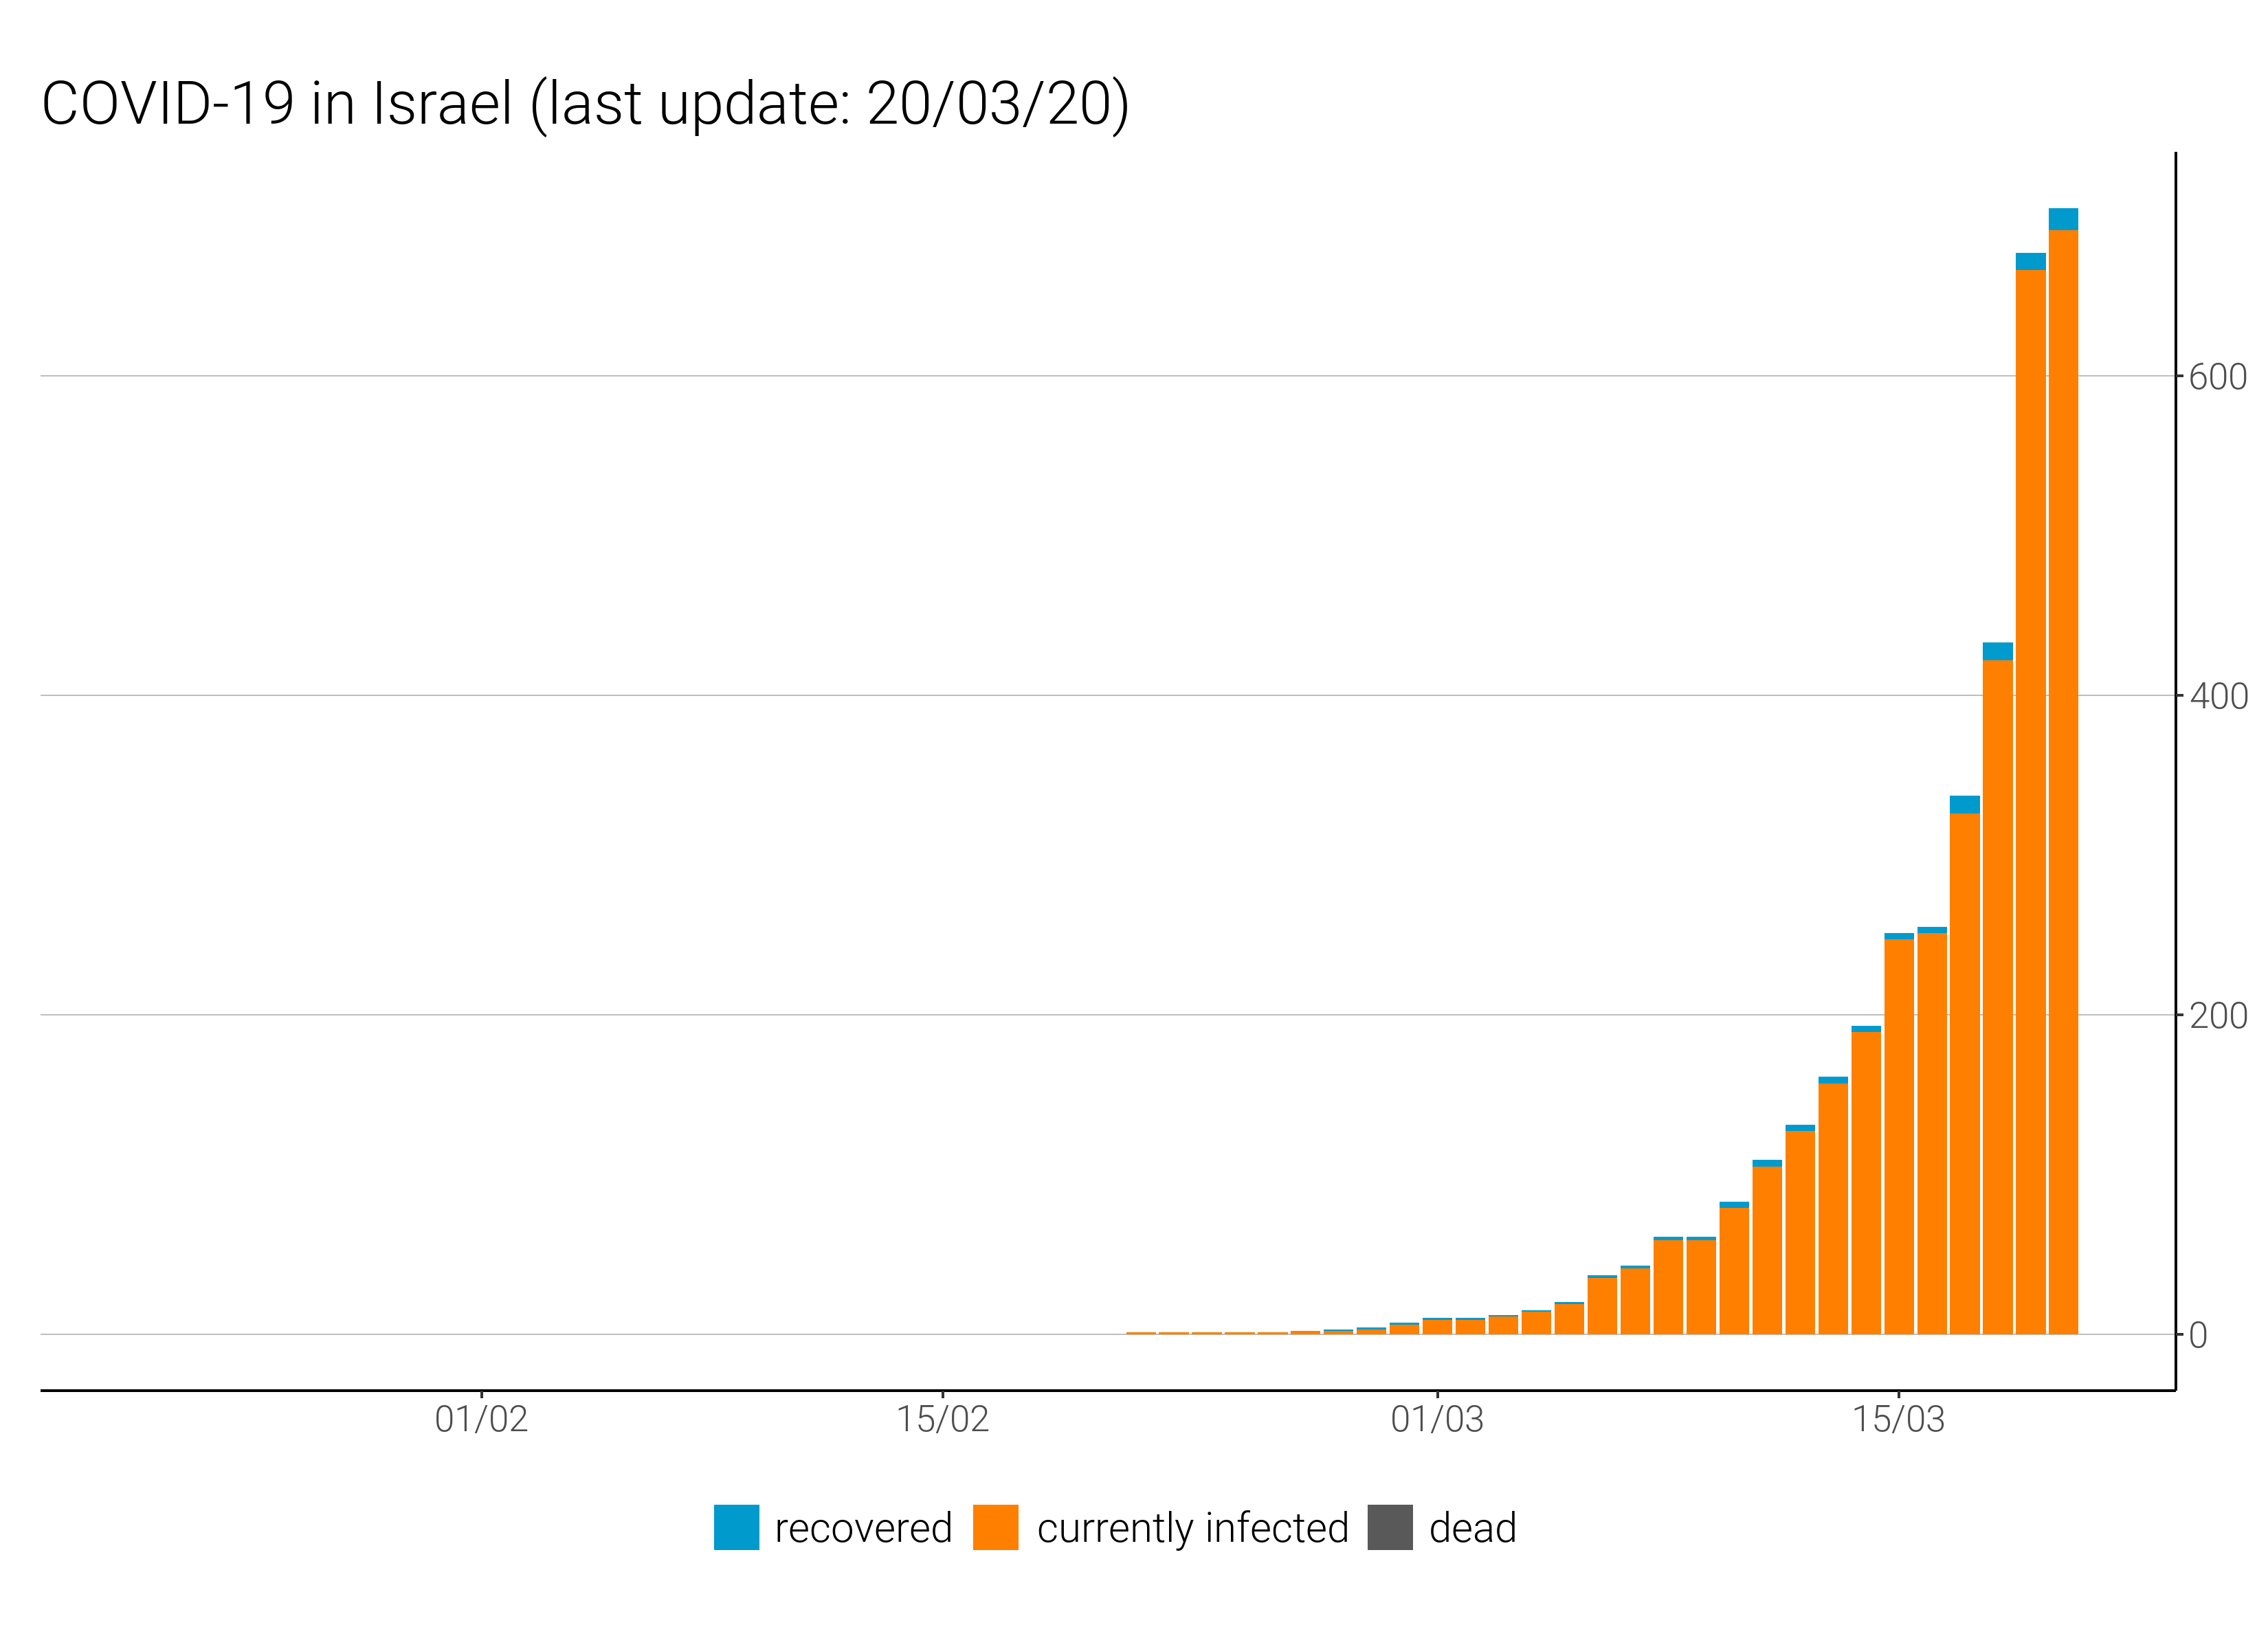 COVID-19 in Israel (last update: 20/03/20)
600
400
200
0
01/02 15/02 01/03 15/03
recovered currently infected dead